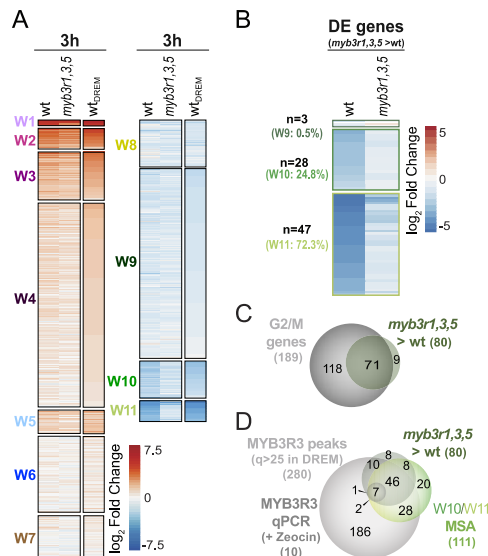 A
3h
wt
myb3r1,3,5
wtDREM
W1
W2
W3
W4
W5
W6
W7
3h
wt
myb3r1,3,5
wtDREM
W8
W9
W10
W11
7.5
0
-7.5
log2 Fold Change
B
DE genes
(myb3r1,3,5 >wt)
wt
myb3r1,3,5
n=3
(W9: 0.5%)
n=28
(W10: 24.8%)
n=47
(W11: 72.3%)
5
0
-5
log2 Fold Change
C
G2/M
genes
(189)
myb3r1,3,5
> wt (80)
118
71
9
D
MYB3R3 peaks
(q>25 in DREM)
(280)
myb3r1,3,5
> wt (80)
MYB3R3
qPCR
(+ Zeocin)
(10)
W10/W11
MSA
(111)
8
10
8
46
20
1
7
2
28
186